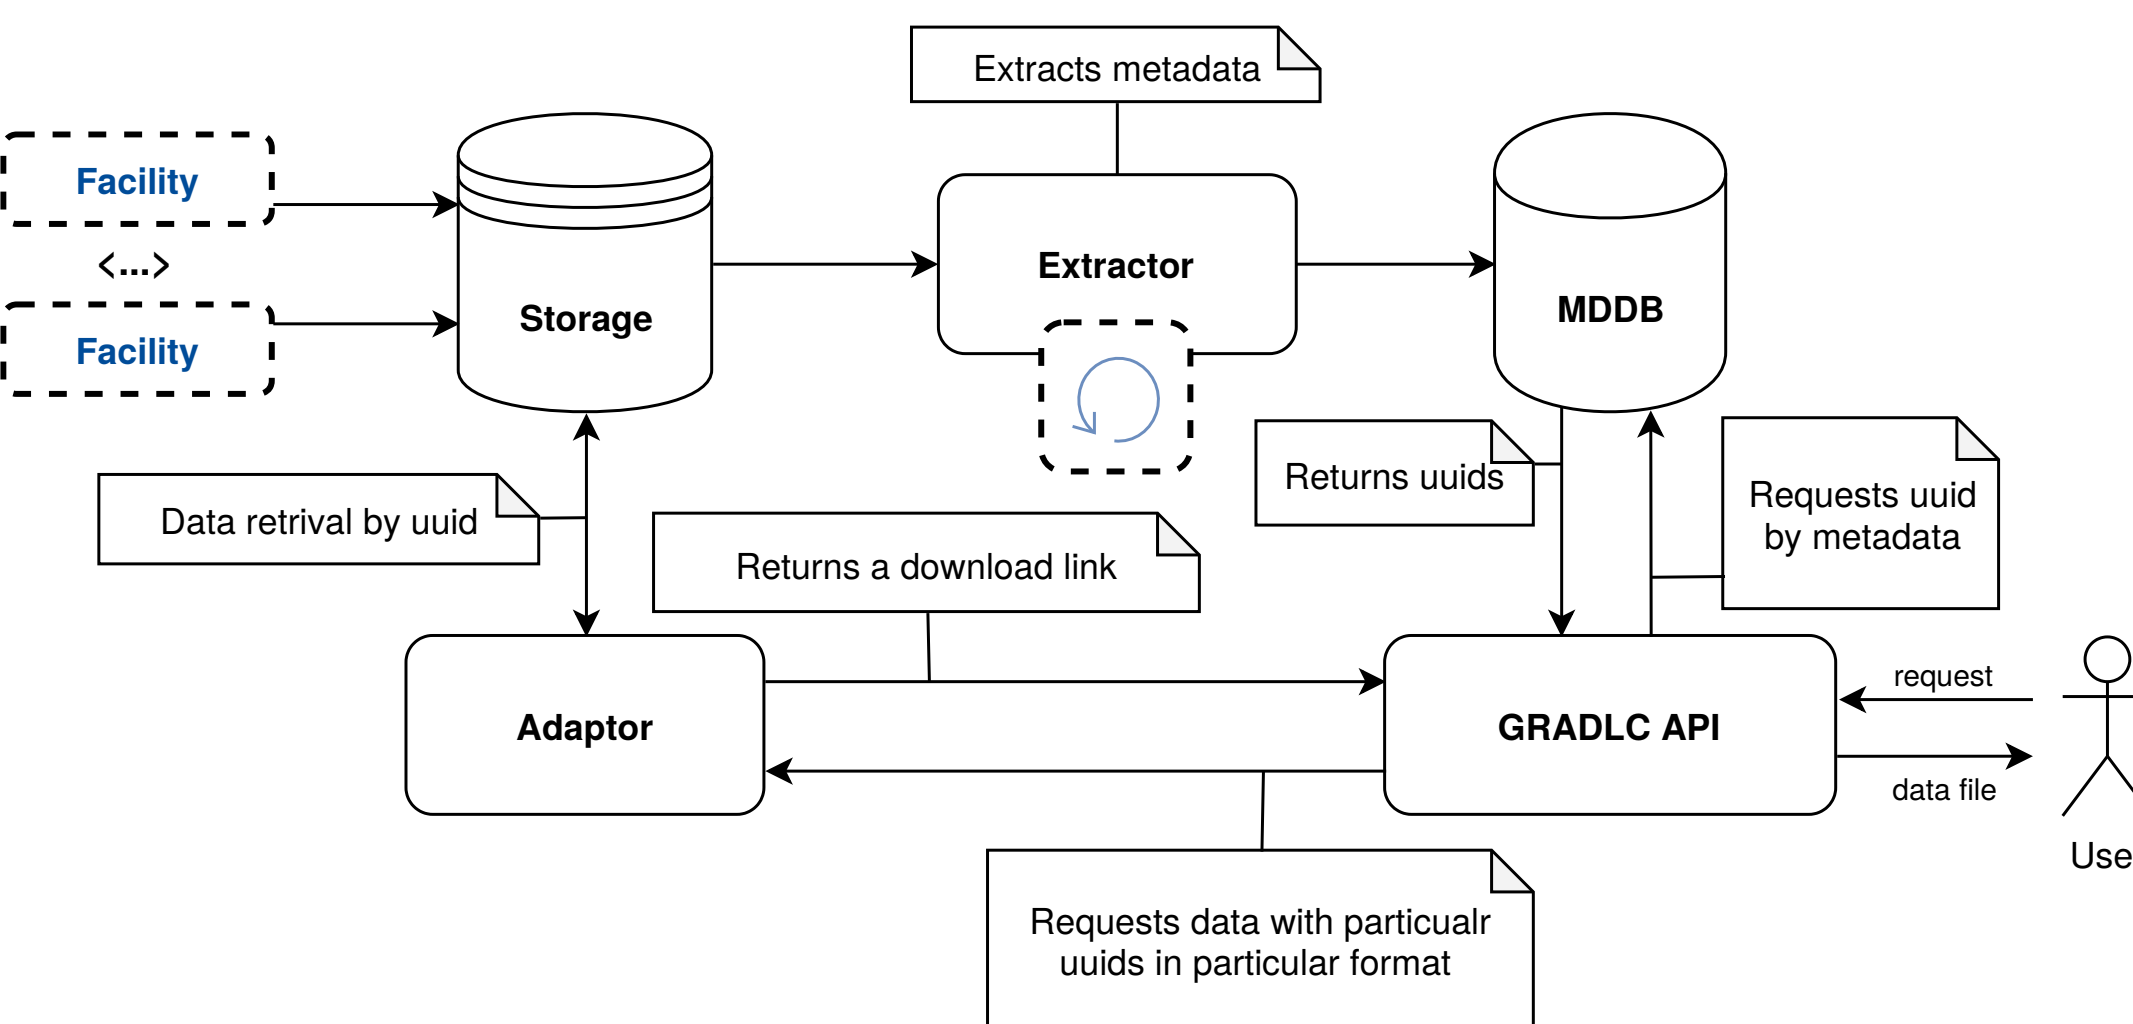 Extracts metadata
Facility
<...>
Facility
Storage
Extractor
MDDB
Returns uuids
Requests uuid
by metadata
Data retrival by uuid
Returns a download link
Adaptor
GRADLC API
request
data file
Use
Requests data with particualr
uuids in particular format